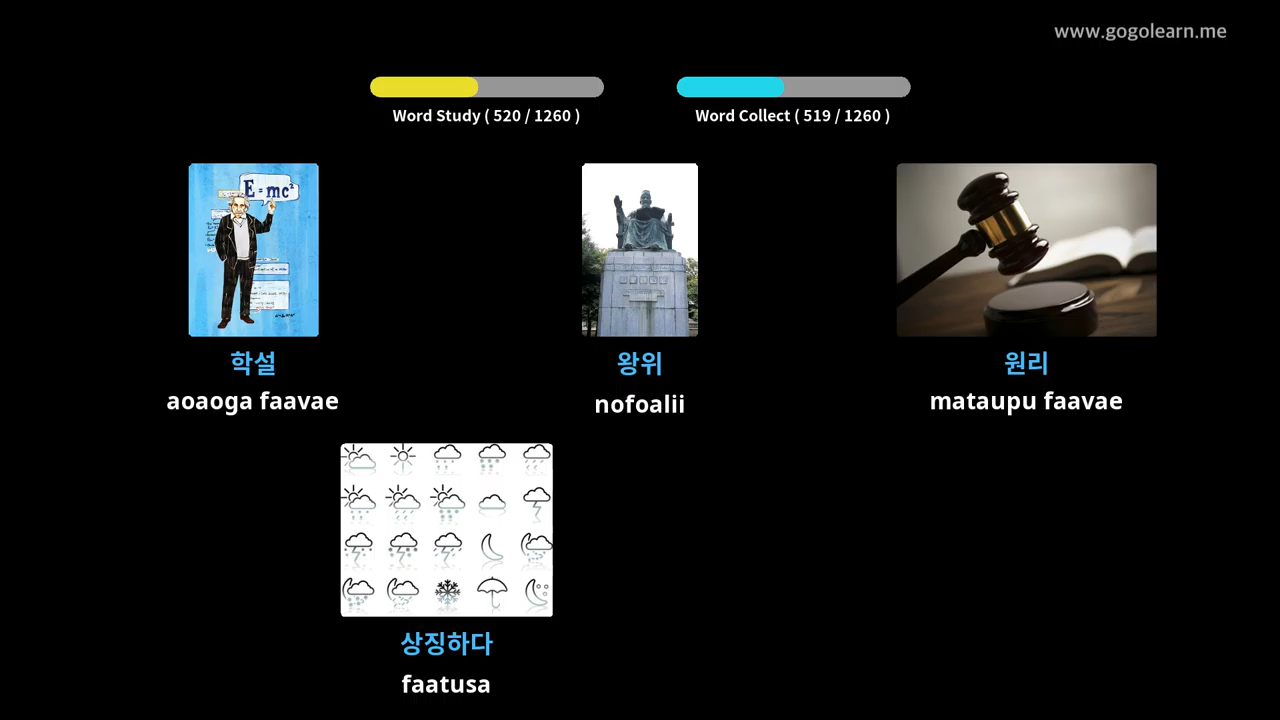 www.gogolearn.me
Word Study ( 520 / 1260 )
Word Collect ( 519 / 1260 )
E=mc²
학설
aoaoga faavae
왕위
nofoalii
원리
mataupu faavae
상징하다
faatusa